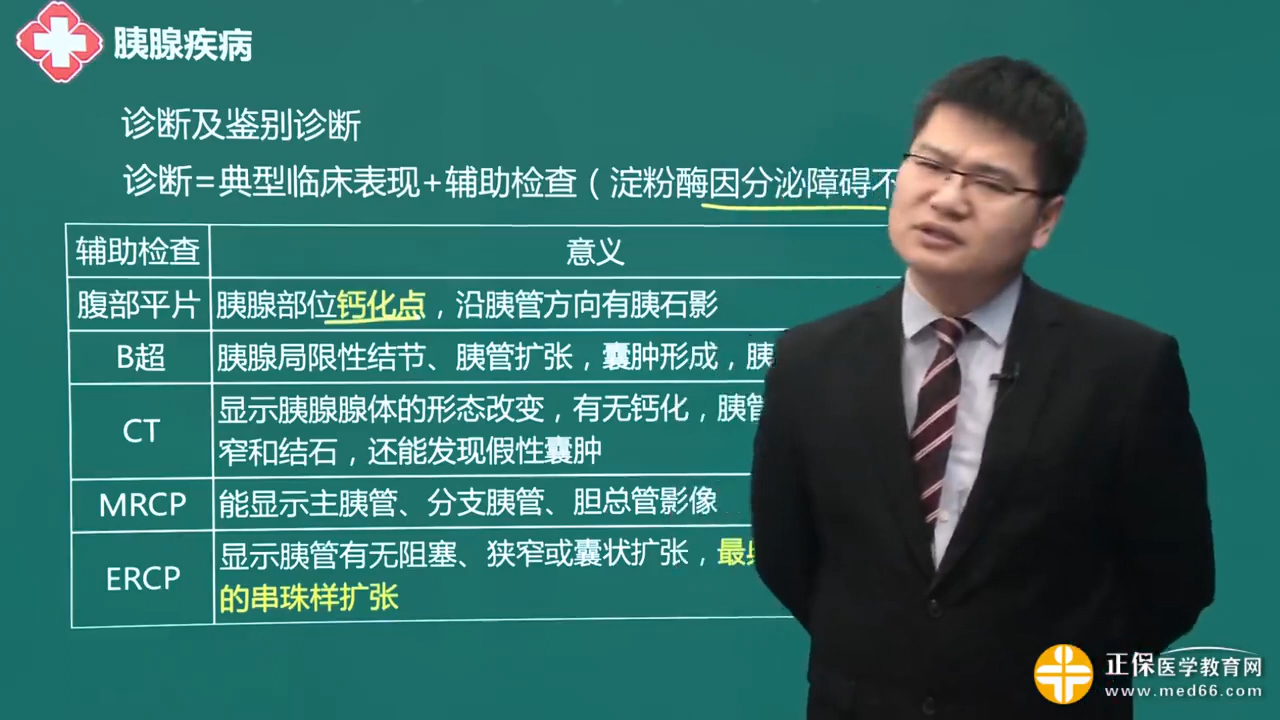 胰腺疾病
诊断及鉴别诊断
诊断=典型临床表现+辅助检查（淀粉酶因分泌障碍不
辅助检查 意义
腹部平片 胰腺部位钙化点，沿胰管方向有胰石影
B超 胰腺局限性结节、胰管扩张，囊肿形成，胰
CT 显示胰腺腺体的形态改变，有无钙化，胰管
窄和结石，还能发现假性囊肿
MRCP 能显示主胰管、分支胰管、胆总管影像
ERCP 显示胰管有无阻塞、狭窄或囊状扩张，最
的串珠样扩张
正保医学教育网
www.med66.com